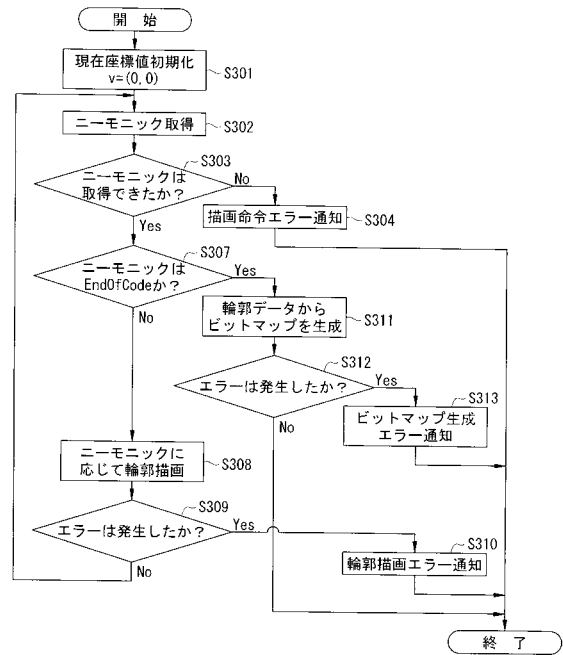 開 始
現在座標値初期化
v=(0,0)
S301
ニーモニック取得
S302
S303
ニーモニックは
取得できたか？
No
Yes
描画命令エラー通知
S304
S307
ニーモニックは
EndOfCodeか？
Yes
No
輪郭データから
ビットマップを生成
S311
S312
エラーは発生したか？
Yes
No
S313
ビットマップ生成
エラー通知
ニーモニックに
応じて輪郭描画
S308
S309
エラーは発生したか？
Yes
No
S310
輪郭描画エラー通知
終 了